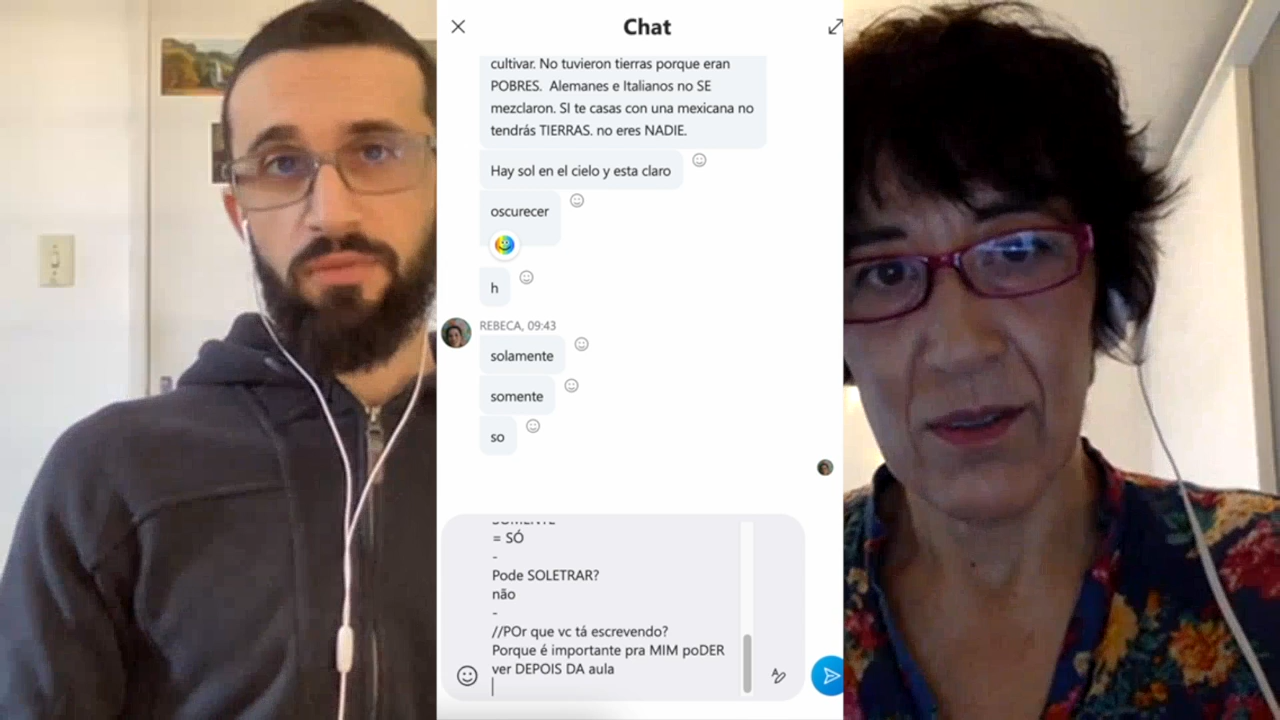 Chat
cultivar. No tuvieron tierras porque eran
POBRES.  Alemanes e Italianos no SE
mezclaron. SI te casas con una mexicana no
tendrás TIERRAS. no eres NADIE.
Hay sol en el cielo y esta claro
oscurecer
h
REBECA, 09:43
solamente
somente
so
SOMENTE
= SÓ
-
Pode SOLETRAR?
não
-
//POr que vc tá escrevendo?
Porque é importante pra MIM poDER
ver DEPOIS DA aula